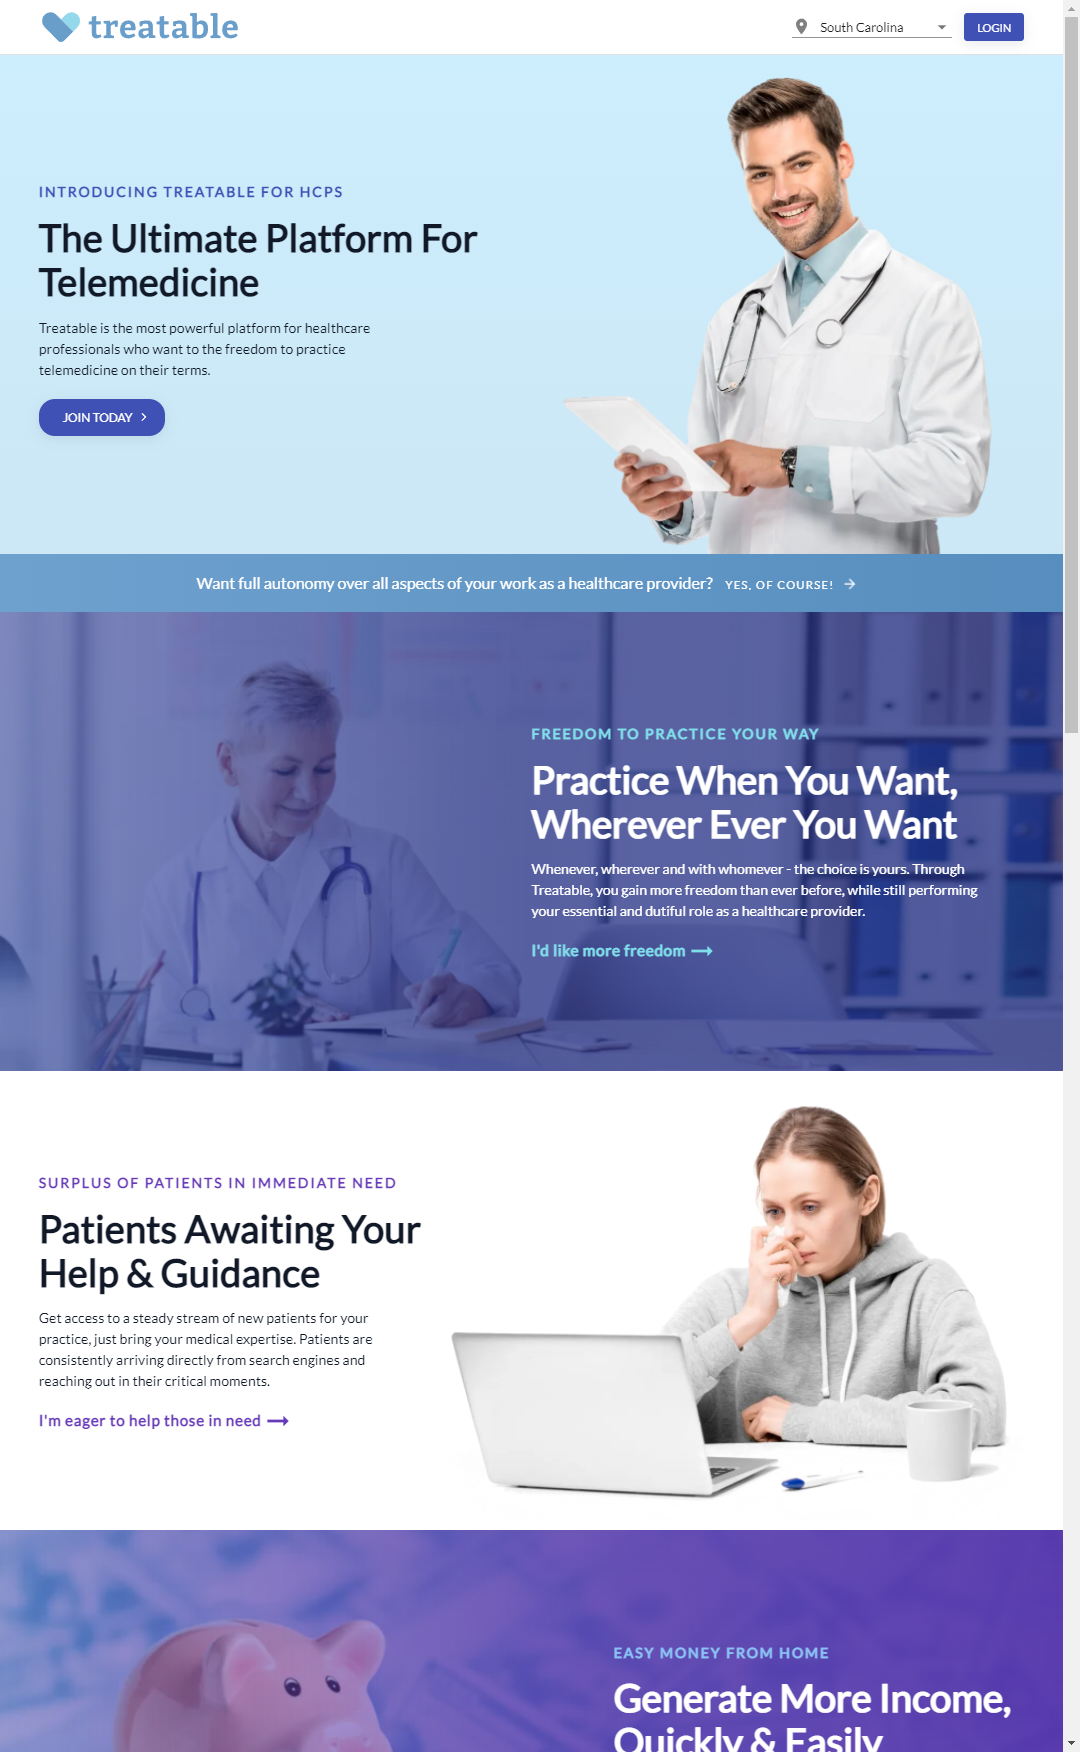 treatable
South Carolina
LOGIN
INTRODUCING TREATABLE FOR HCPS
The Ultimate Platform For
Telemedicine
Treatable is the most powerful platform for healthcare
professionals who want to the freedom to practice
telemedicine on their terms.
JOIN TODAY
Want full autonomy over all aspects of your work as a healthcare provider? YES, OF COURSE!
FREEDOM TO PRACTICE YOUR WAY
Practice When You Want,
Wherever Ever You Want
Whenever, wherever and with whomever - the choice is yours. Through
Treatable, you gain more freedom than ever before, while still performing
your essential and dutiful role as a healthcare provider.
I'd like more freedom
SURPLUS OF PATIENTS IN IMMEDIATE NEED
Patients Awaiting Your
Help & Guidance
Get access to a steady stream of new patients for your
practice, just bring your medical expertise. Patients are
consistently arriving directly from search engines and
reaching out in their critical moments.
I'm eager to help those in need
EASY MONEY FROM HOME
Generate More Income,
Quickly & Easily